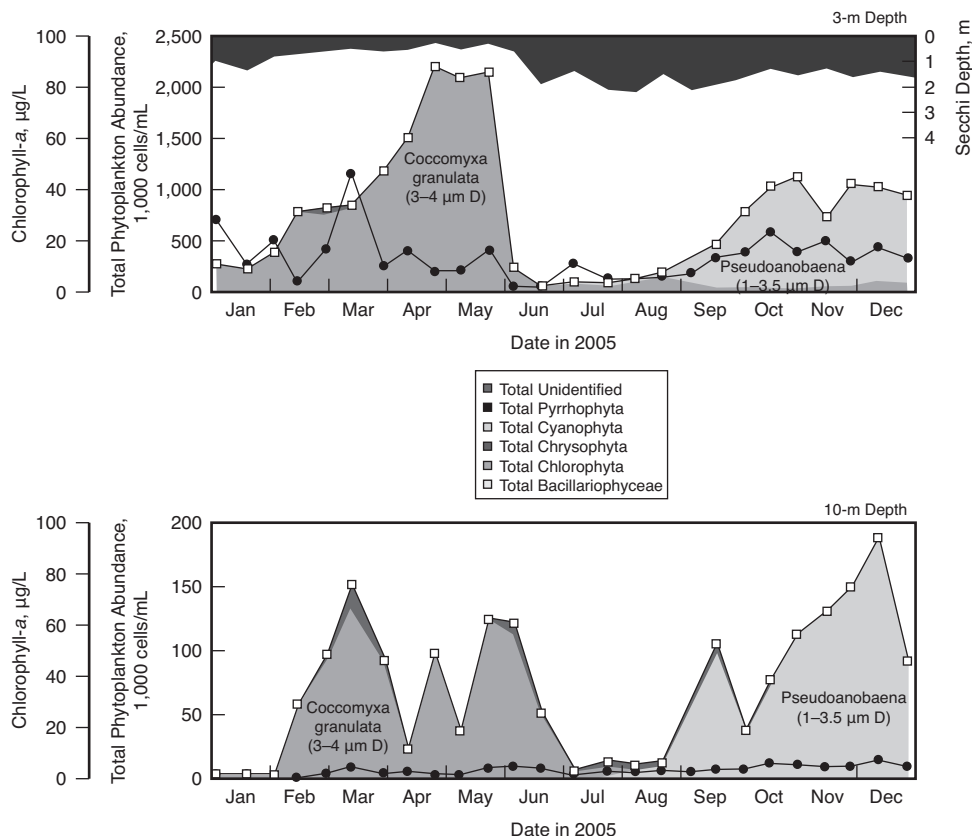 3-m Depth
Chlorophyll-a, µg/L
100
80
60
40
20
0
Total Phytoplankton Abundance,
1,000 cells/mL
2,500
2,000
1,500
1,000
500
0
Coccomyxa
granulata
(3–4 µm D)
Pseudoanobaena
(1–3.5 µm D)
0
1
2
3
4
Secchi Depth, m
Jan Feb Mar Apr May Jun Jul Aug Sep Oct Nov Dec
Date in 2005
Total Unidentified
Total Pyrrhophyta
Total Cyanophyta
Total Chrysophyta
Total Chlorophyta
Total Bacillariophyceae
10-m Depth
Chlorophyll-a, µg/L
100
80
60
40
20
0
Total Phytoplankton Abundance,
1,000 cells/mL
200
150
100
50
0
Coccomyxa
granulata
(3–4 µm D)
Pseudoanobaena
(1–3.5 µm D)
Jan Feb Mar Apr May Jun Jul Aug Sep Oct Nov Dec
Date in 2005